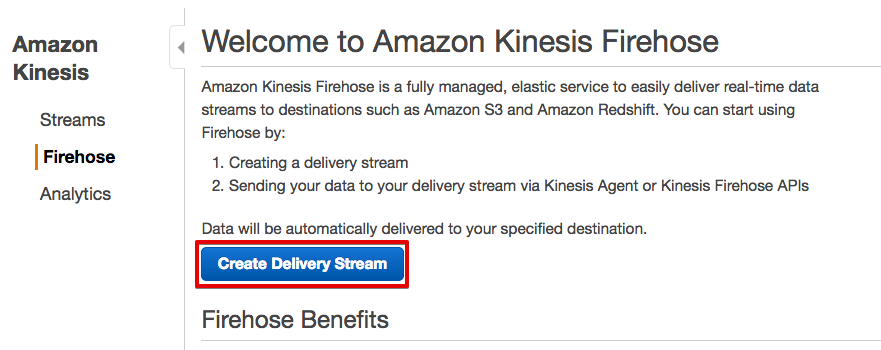 Amazon
Kinesis
Streams
Firehose
Analytics
Welcome to Amazon Kinesis Firehose
Amazon Kinesis Firehose is a fully managed, elastic service to easily deliver real-time data
streams to destinations such as Amazon S3 and Amazon Redshift. You can start using
Firehose by:
1. Creating a delivery stream
2. Sending your data to your delivery stream via Kinesis Agent or Kinesis Firehose APIs
Data will be automatically delivered to your specified destination.
Create Delivery Stream
Firehose Benefits